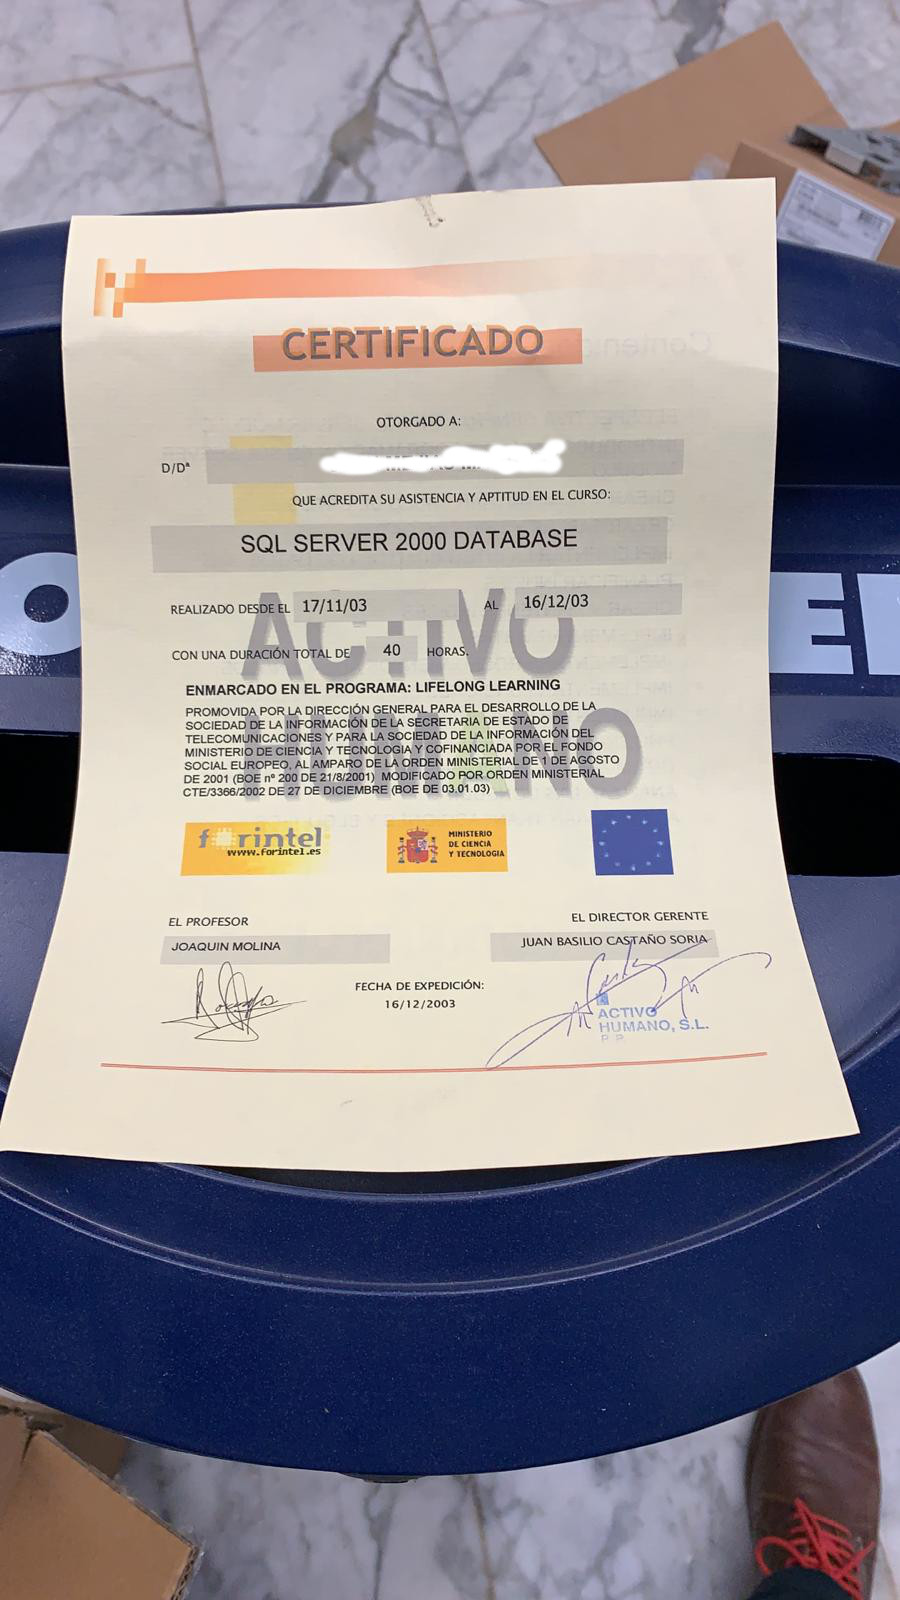 CERTIFICADO
OTORGADO A:
D/Dª
QUE ACREDITA SU ASISTENCIA Y APTITUD EN EL CURSO:
SQL SERVER 2000 DATABASE
REALIZADO DESDE EL 17/11/03 AL 16/12/03
CON UNA DURACIÓN TOTAL DE 40 HORAS.
ACTIVO
HUMANO
ENMARCADO EN EL PROGRAMA: LIFELONG LEARNING
PROMOVIDA POR LA DIRECCIÓN GENERAL PARA EL DESARROLLO DE LA
SOCIEDAD DE LA INFORMACIÓN DE LA SECRETARIA DE ESTADO DE
TELECOMUNICACIONES Y PARA LA SOCIEDAD DE LA INFORMACIÓN DEL
MINISTERIO DE CIENCIA Y TECNOLOGIA Y COFINANCIADA POR EL FONDO
SOCIAL EUROPEO, AL AMPARO DE LA ORDEN MINISTERIAL DE 1 DE AGOSTO
DE 2001 (BOE nº 200 DE 21/8/2001) MODIFICADO POR ORDEN MINISTERIAL
CTE/3366/2002 DE 27 DE DICIEMBRE (BOE DE 03.01.03)
forintel
www.forintel.es
MINISTERIO
DE CIENCIA
Y TECNOLOGIA
EL PROFESOR
JOAQUIN MOLINA
EL DIRECTOR GERENTE
JUAN BASILIO CASTAÑO SORIA
FECHA DE EXPEDICIÓN:
16/12/2003
ACTIVO
HUMANO, S.L.
P.P.